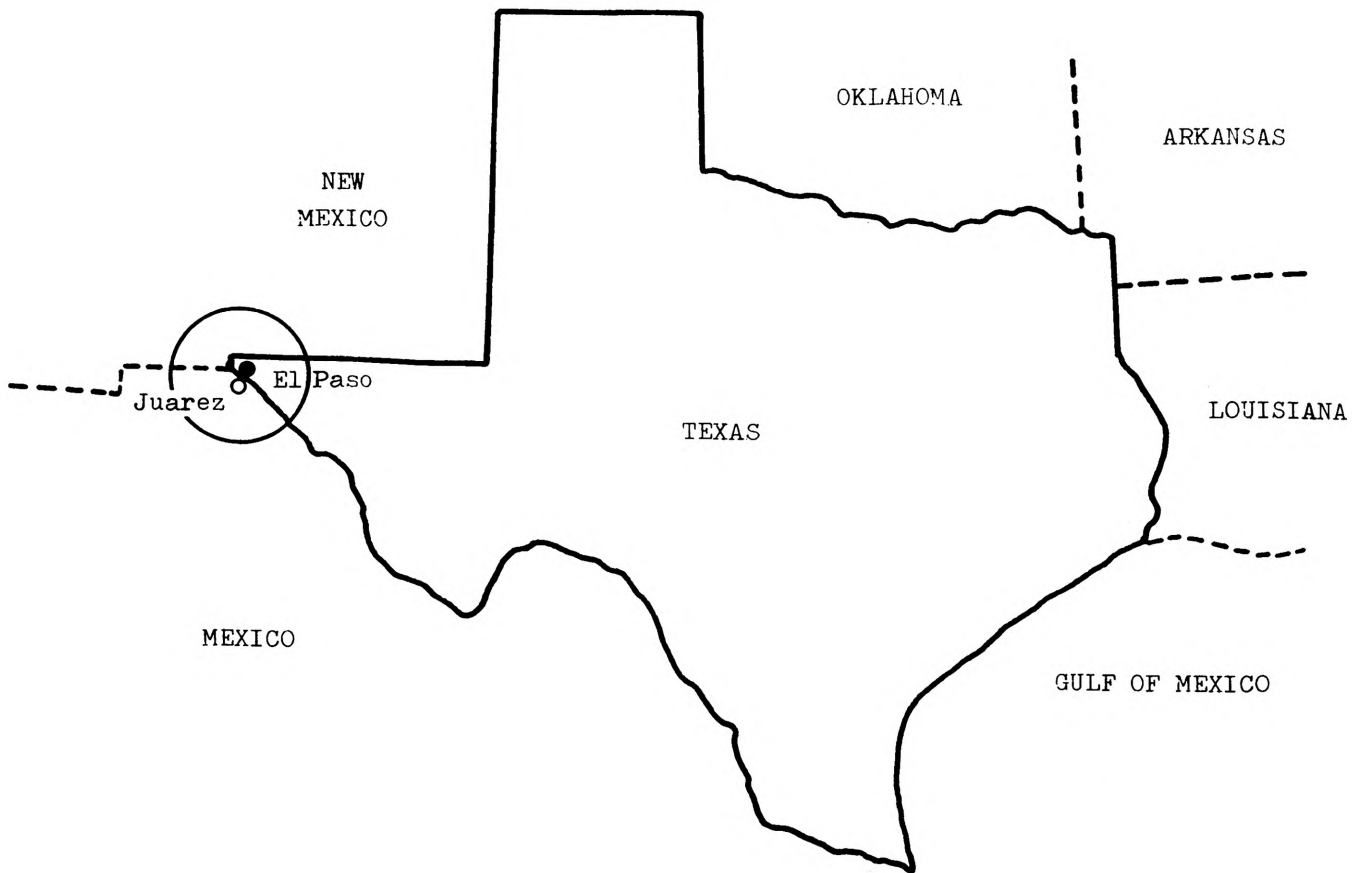 OKLAHOMA
ARKANSAS
NEW
MEXICO
El Paso
Juarez
TEXAS
LOUISIANA
MEXICO
GULF OF MEXICO